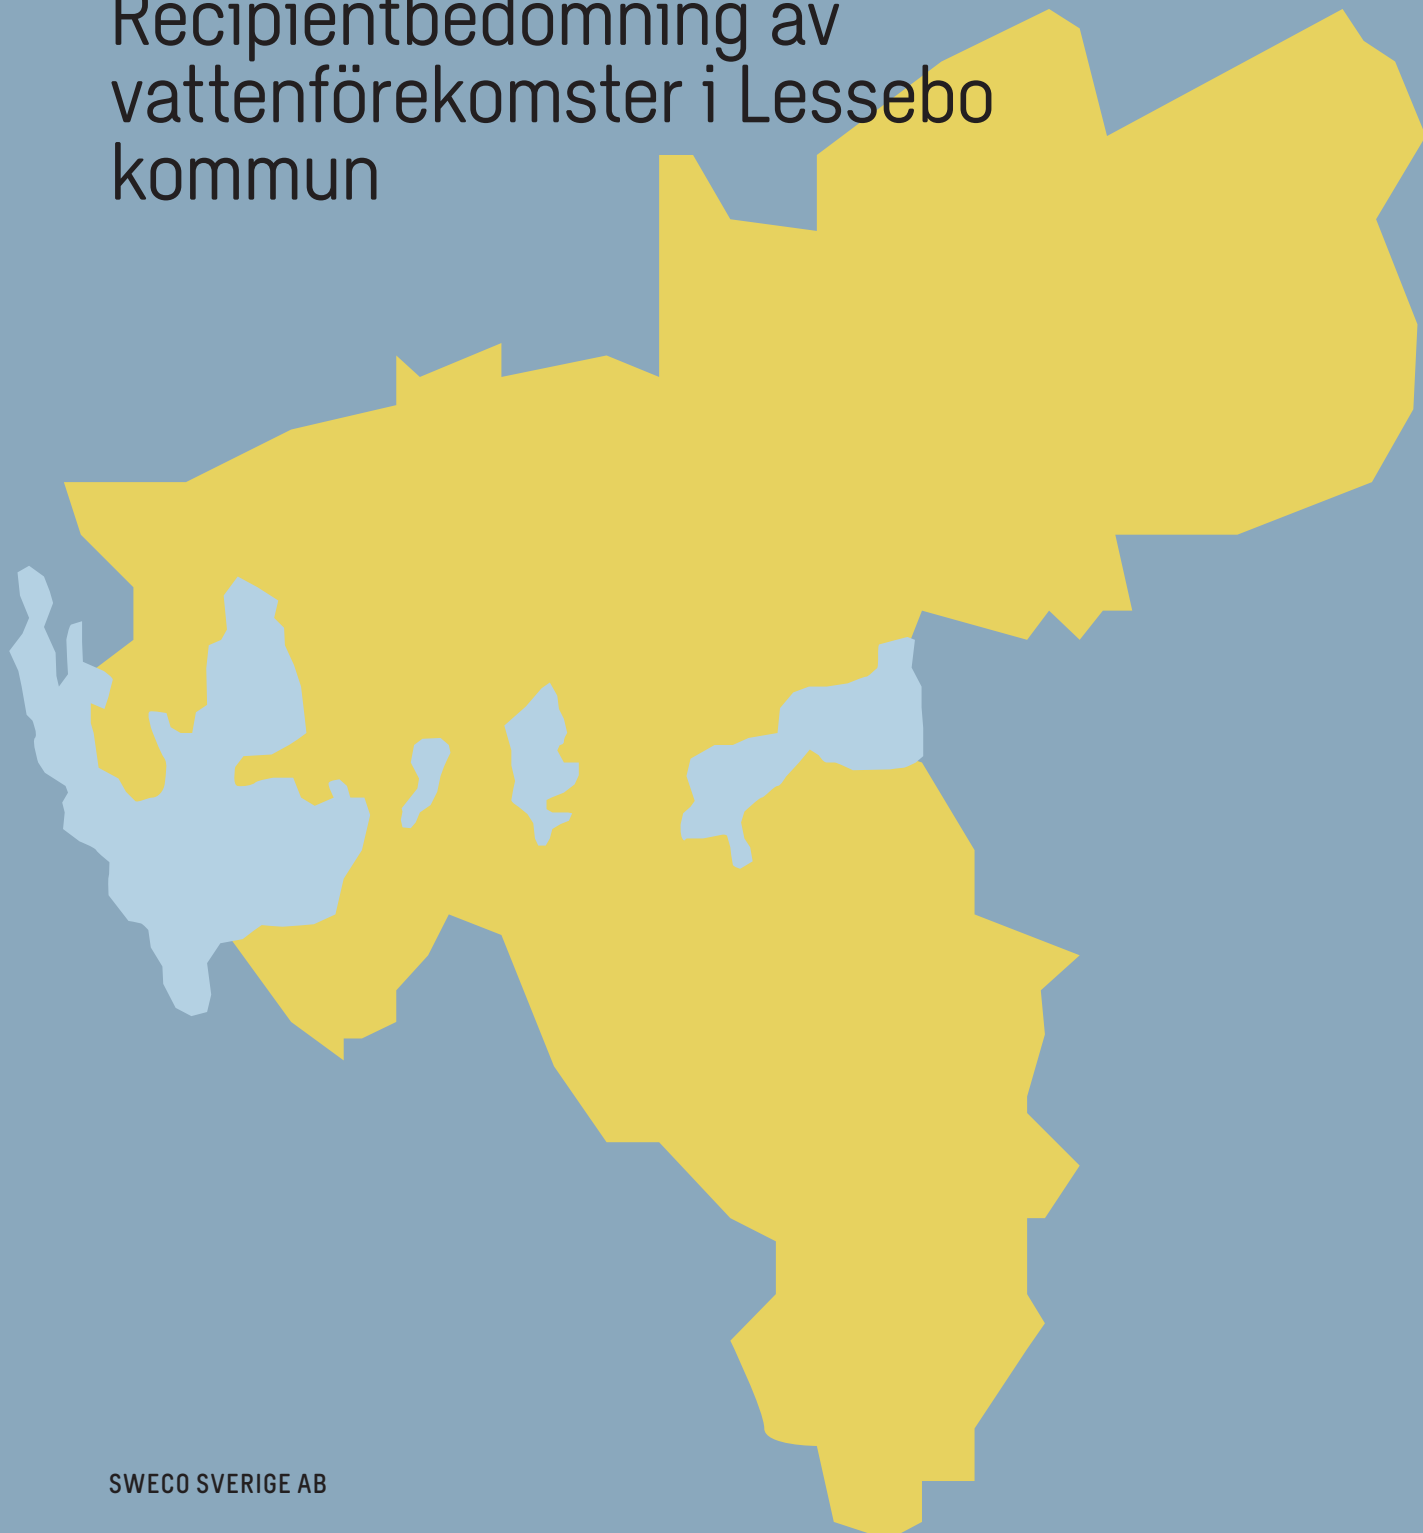 Recipientbedömning av
vattenförekomster i Lessebo
kommun
SWECO SVERIGE AB